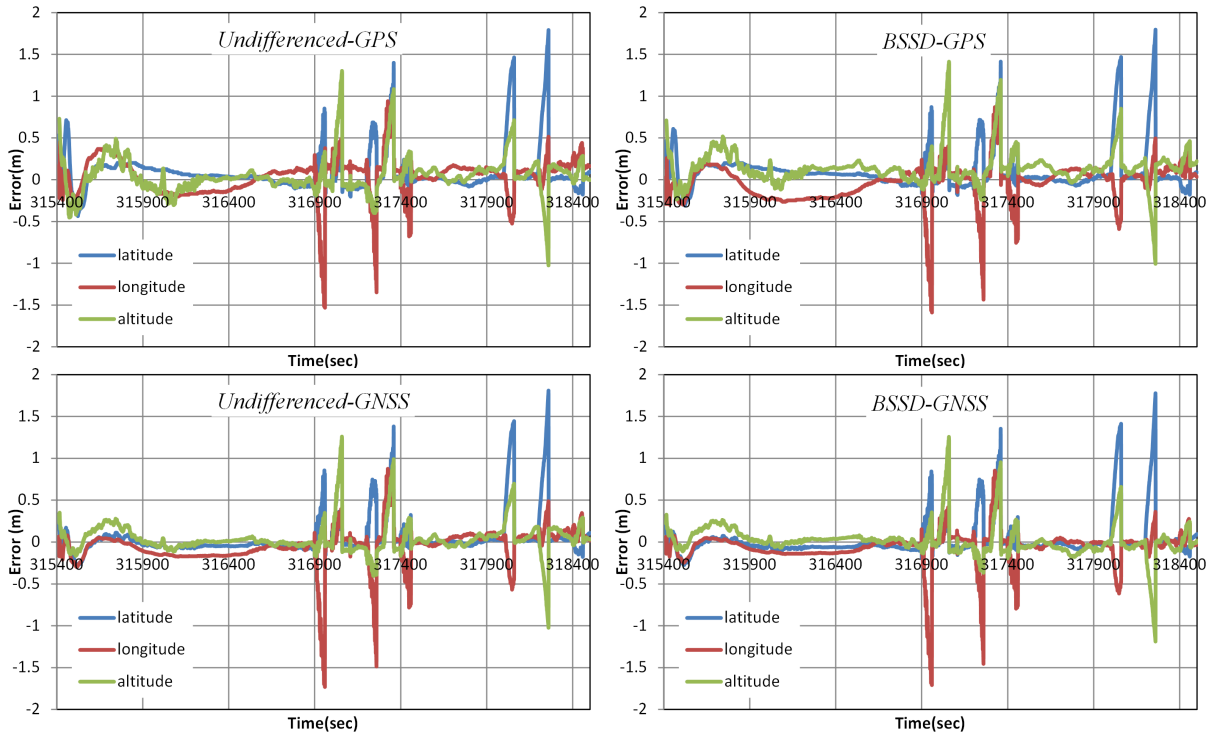 Undifferenced-GPS
Error(m)
2
1.5
1
0.5
0
-0.5
-1
-1.5
-2
315400 315900 316400 316900 317400 317900 318400
latitude
longitude
altitude
Time(sec)
BSSD-GPS
Error(m)
2
1.5
1
0.5
0
-0.5
-1
-1.5
-2
315400 315900 316400 316900 317400 317900 318400
latitude
longitude
altitude
Time(sec)
Undifferenced-GNSS
Error (m)
2
1.5
1
0.5
0
-0.5
-1
-1.5
-2
315400 315900 316400 316900 317400 317900 318400
latitude
longitude
altitude
Time(sec)
BSSD-GNSS
Error (m)
2
1.5
1
0.5
0
-0.5
-1
-1.5
-2
315400 315900 316400 316900 317400 317900 318400
latitude
longitude
altitude
Time(sec)